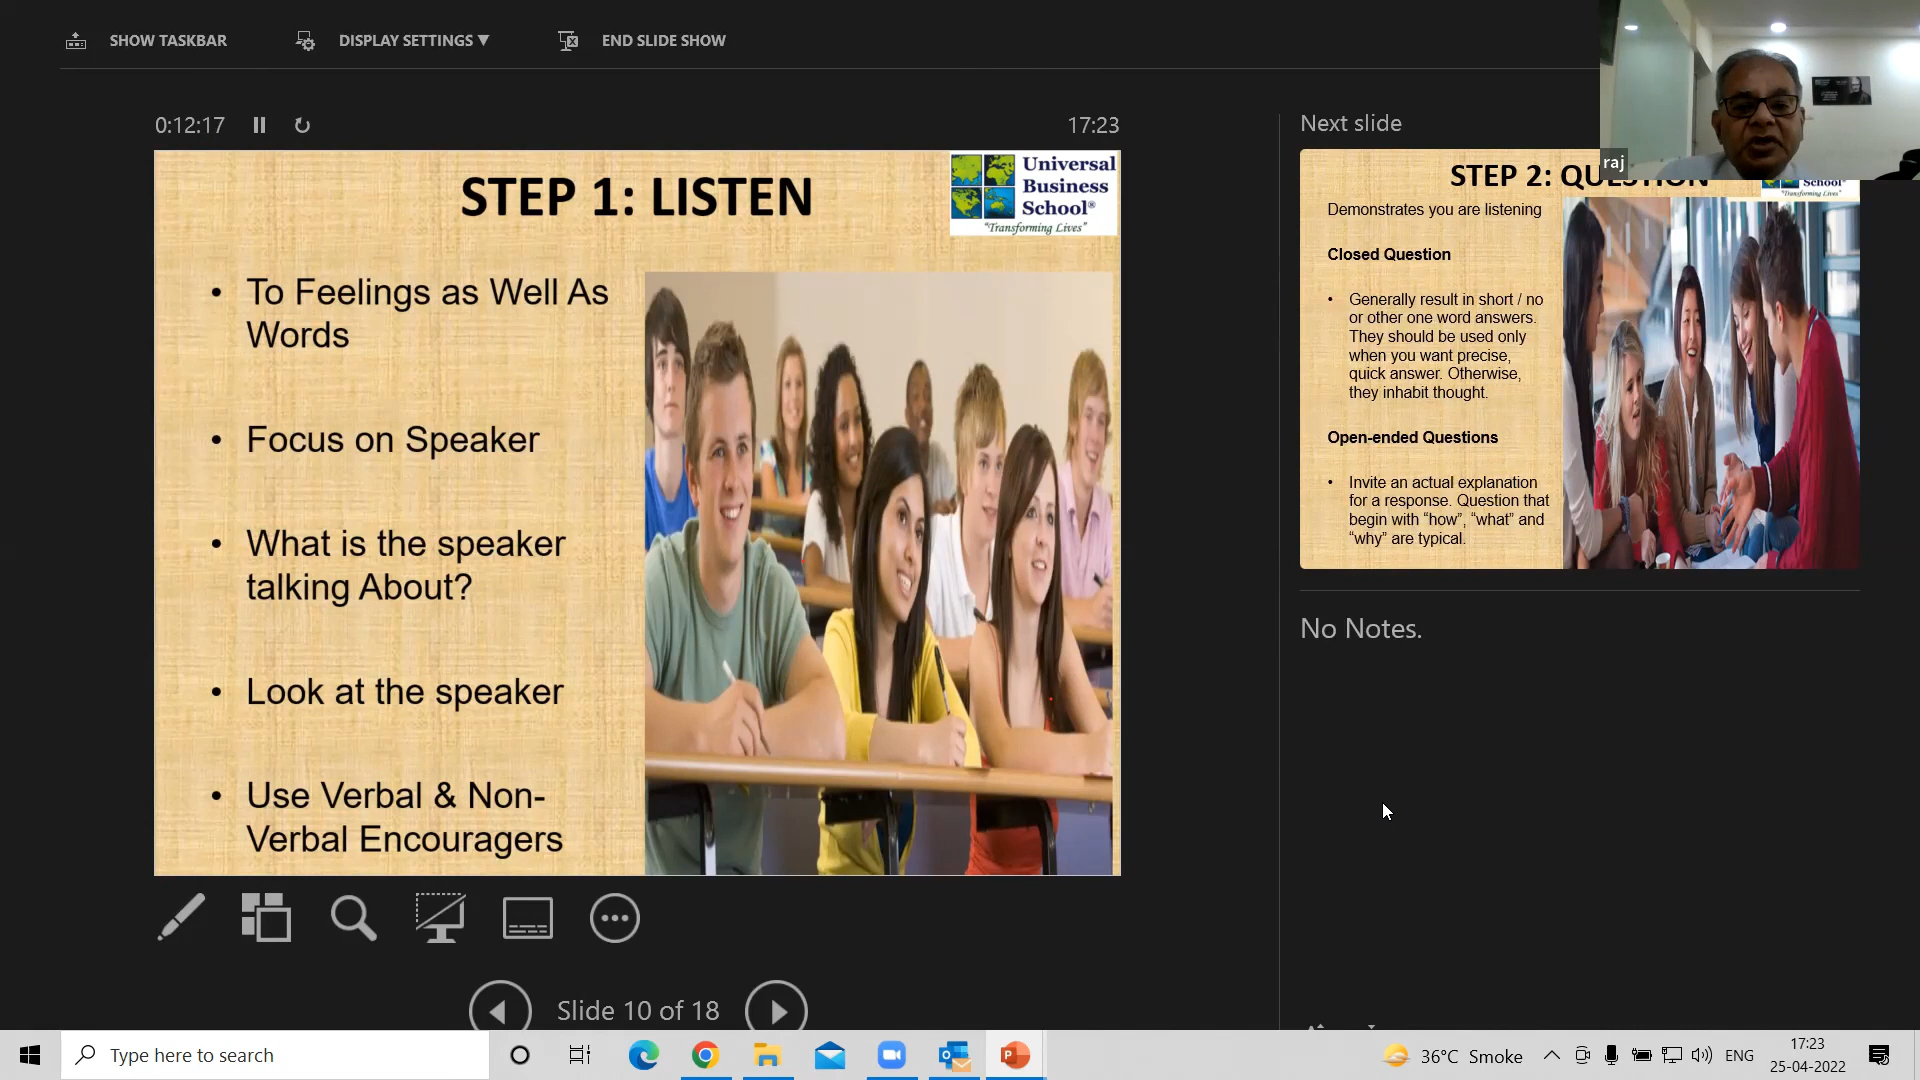 SHOW TASKBAR
DISPLAY SETTINGS ▼
END SLIDE SHOW
0:12:17
17:23
STEP 1: LISTEN
Universal
Business
School®
"Transforming Lives"
• To Feelings as Well As
Words
• Focus on Speaker
• What is the speaker
talking About?
• Look at the speaker
• Use Verbal & Non-
Verbal Encouragers
Slide 10 of 18
Next slide
raj
STEP 2: QUESTION
School®
"Transforming Lives"
Demonstrates you are listening
Closed Question
• Generally result in short / no
or other one word answers.
They should be used only
when you want precise,
quick answer. Otherwise,
they inhabit thought.
Open-ended Questions
• Invite an actual explanation
for a response. Question that
begin with “how”, “what” and
“why” are typical.
No Notes.
Type here to search
36°C Smoke
ENG
17:23
25-04-2022